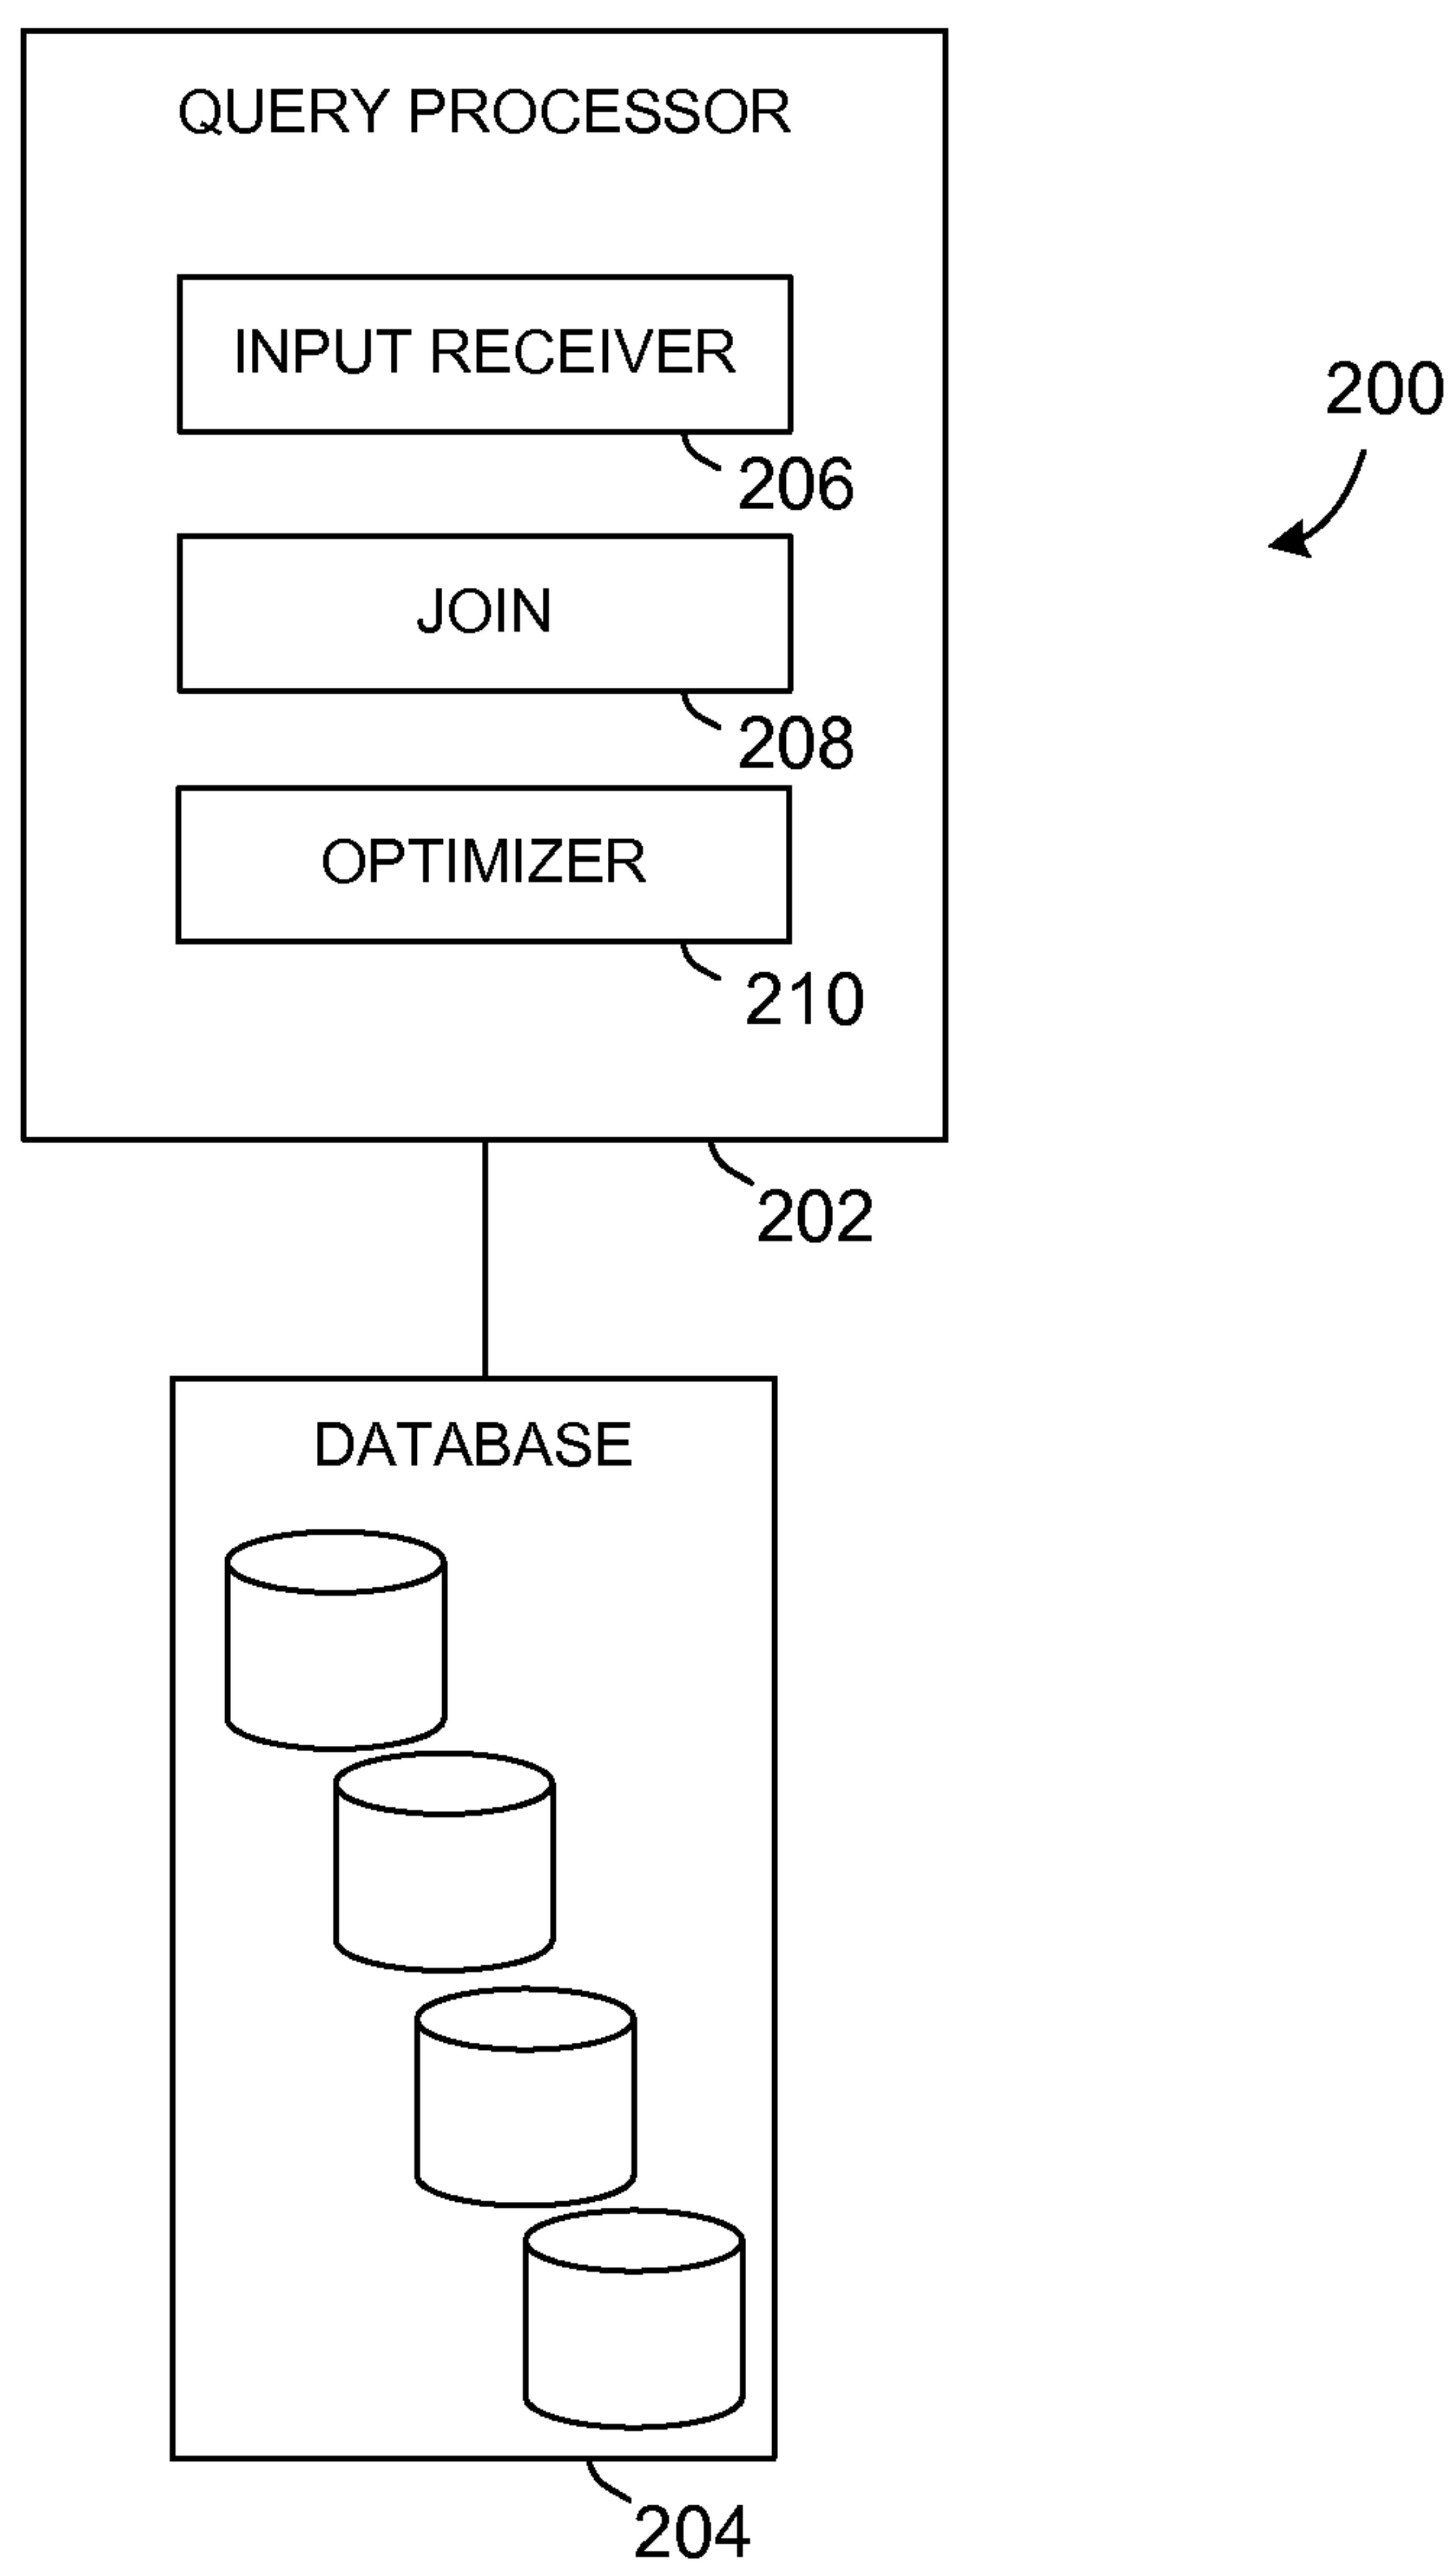 QUERY PROCESSOR
INPUT RECEIVER
200
206
JOIN
208
OPTIMIZER
210
202
DATABASE
204